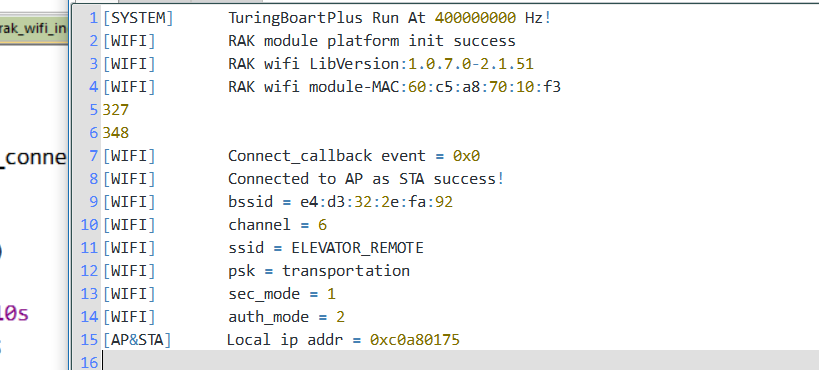 rak_wifi_in
_conne
10s
1 [SYSTEM] TuringBoartPlus Run At 400000000 Hz!
2 [WIFI] RAK module platform init success
3 [WIFI] RAK wifi LibVersion:1.0.7.0-2.1.51
4 [WIFI] RAK wifi module-MAC:60:c5:a8:70:10:f3
5 327
6 348
7 [WIFI] Connect_callback event = 0x0
8 [WIFI] Connected to AP as STA success!
9 [WIFI] bssid = e4:d3:32:2e:fa:92
10 [WIFI] channel = 6
11 [WIFI] ssid = ELEVATOR_REMOTE
12 [WIFI] psk = transportation
13 [WIFI] sec_mode = 1
14 [WIFI] auth_mode = 2
15 [AP&STA] Local ip addr = 0xc0a80175
16